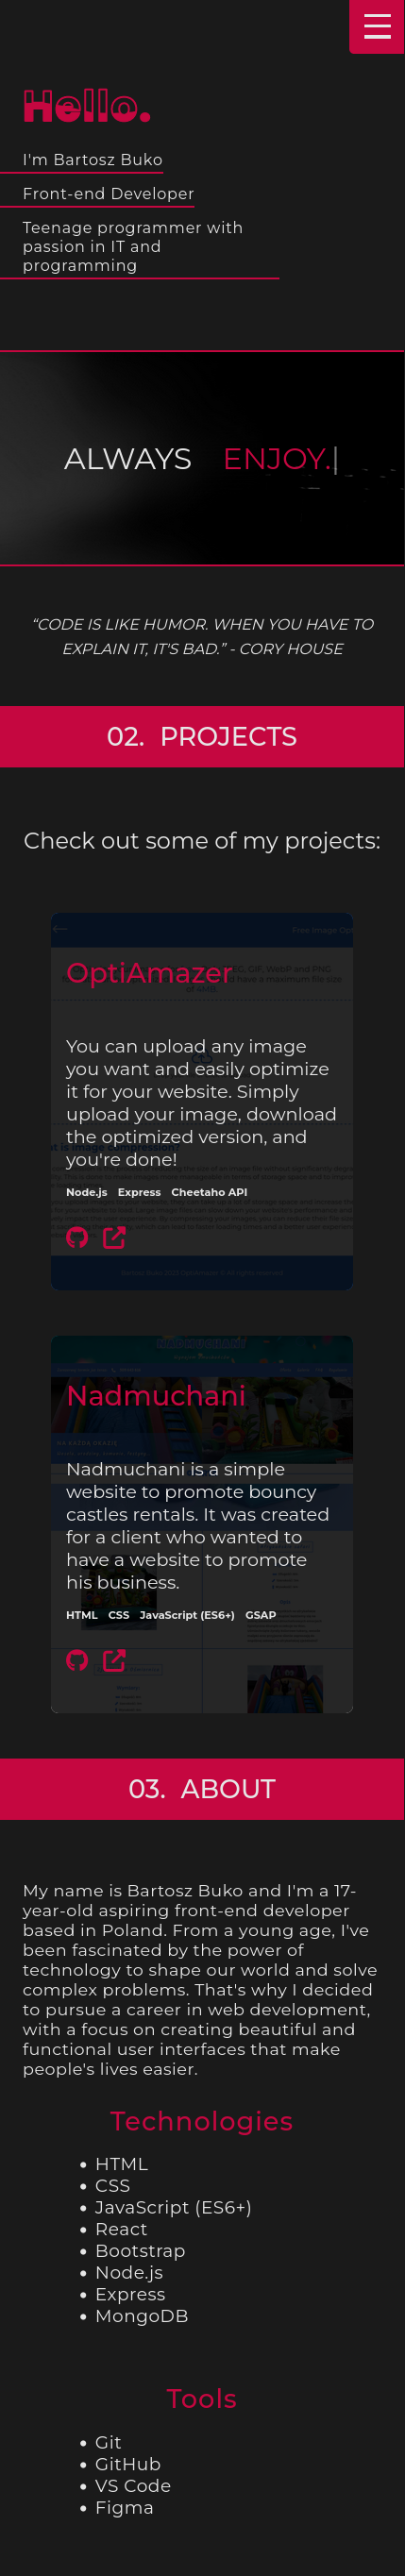 Hello.
I'm Bartosz Buko
Front-end Developer
Teenage programmer with
passion in IT and
programming
ALWAYS ENJOY.|
“CODE IS LIKE HUMOR. WHEN YOU HAVE TO
EXPLAIN IT, IT'S BAD.” - CORY HOUSE
02. PROJECTS
Check out some of my projects:
OptiAmazer
You can upload any image
you want and easily optimize
it for your website. Simply
upload your image, download
the optimized version, and
you're done!
Node.js Express Cheetaho API
Nadmuchani
Nadmuchani is a simple
website to promote bouncy
castles rentals. It was created
for a client who wanted to
have a website to promote
his business.
HTML CSS JavaScript (ES6+) GSAP
03. ABOUT
My name is Bartosz Buko and I'm a 17-
year-old aspiring front-end developer
based in Poland. From a young age, I've
been fascinated by the power of
technology to shape our world and solve
complex problems. That's why I decided
to pursue a career in web development,
with a focus on creating beautiful and
functional user interfaces that make
people's lives easier.
Technologies
• HTML
• CSS
• JavaScript (ES6+)
• React
• Bootstrap
• Node.js
• Express
• MongoDB
Tools
• Git
• GitHub
• VS Code
• Figma